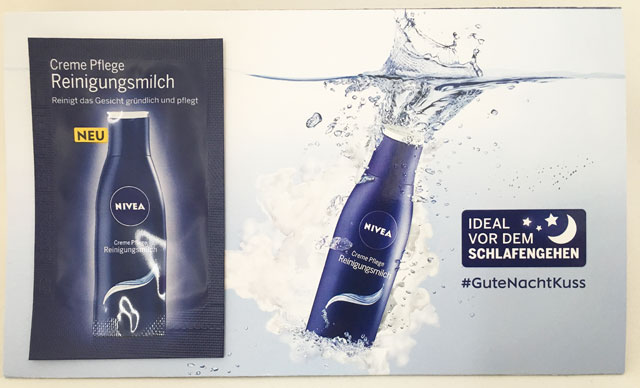 Creme Pflege
Reinigungsmilch
Reinigt das Gesicht gründlich und pflegt
NEU
NIVEA
Creme Pflege
Reinigungsmilch
NIVEA
Creme Pflege
Reinigungsmilch
IDEAL
VOR DEM
SCHLAFENGEHEN
#GuteNachtKuss